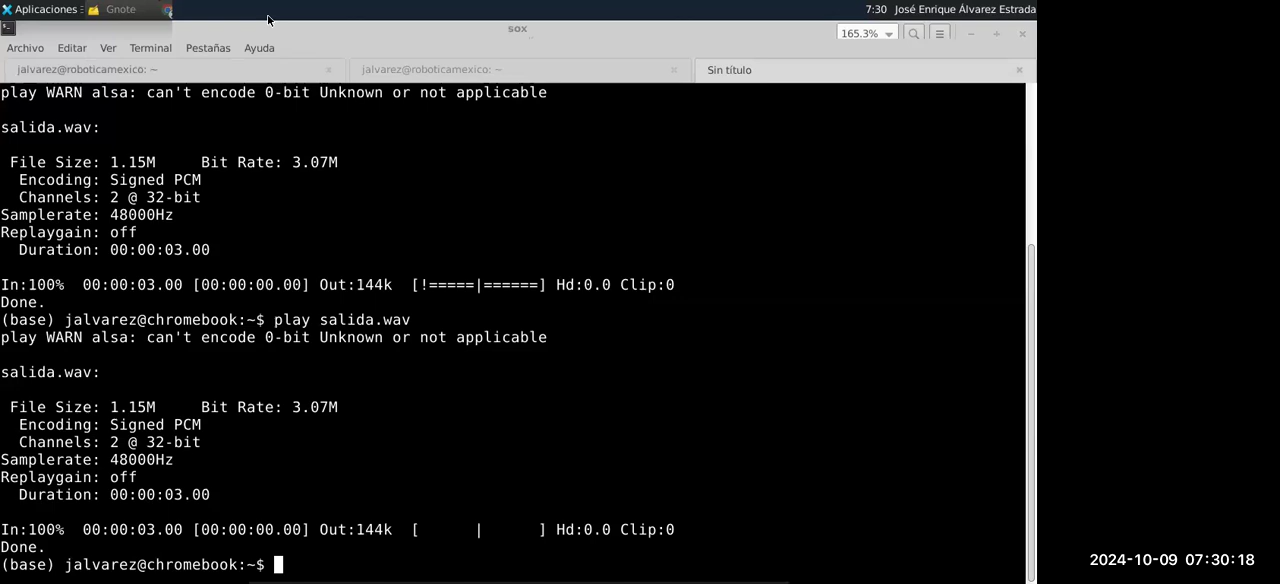 Aplicaciones Gnote 7:30 José Enrique Álvarez Estrada
sox
165.3%
Archivo Editar Ver Terminal Pestañas Ayuda
jalvarez@roboticamexico: ~ jalvarez@roboticamexico: ~ Sin título
play WARN alsa: can't encode 0-bit Unknown or not applicable
salida.wav:
File Size: 1.15M Bit Rate: 3.07M
Encoding: Signed PCM
Channels: 2 @ 32-bit
Samplerate: 48000Hz
Replaygain: off
Duration: 00:00:03.00
In:100% 00:00:03.00 [00:00:00.00] Out:144k [!=====|======] Hd:0.0 Clip:0
Done.
(base) jalvarez@chromebook:~$ play salida.wav
play WARN alsa: can't encode 0-bit Unknown or not applicable
salida.wav:
File Size: 1.15M Bit Rate: 3.07M
Encoding: Signed PCM
Channels: 2 @ 32-bit
Samplerate: 48000Hz
Replaygain: off
Duration: 00:00:03.00
In:100% 00:00:03.00 [00:00:00.00] Out:144k [      |      ] Hd:0.0 Clip:0
Done.
(base) jalvarez@chromebook:~$
2024-10-09 07:30:18